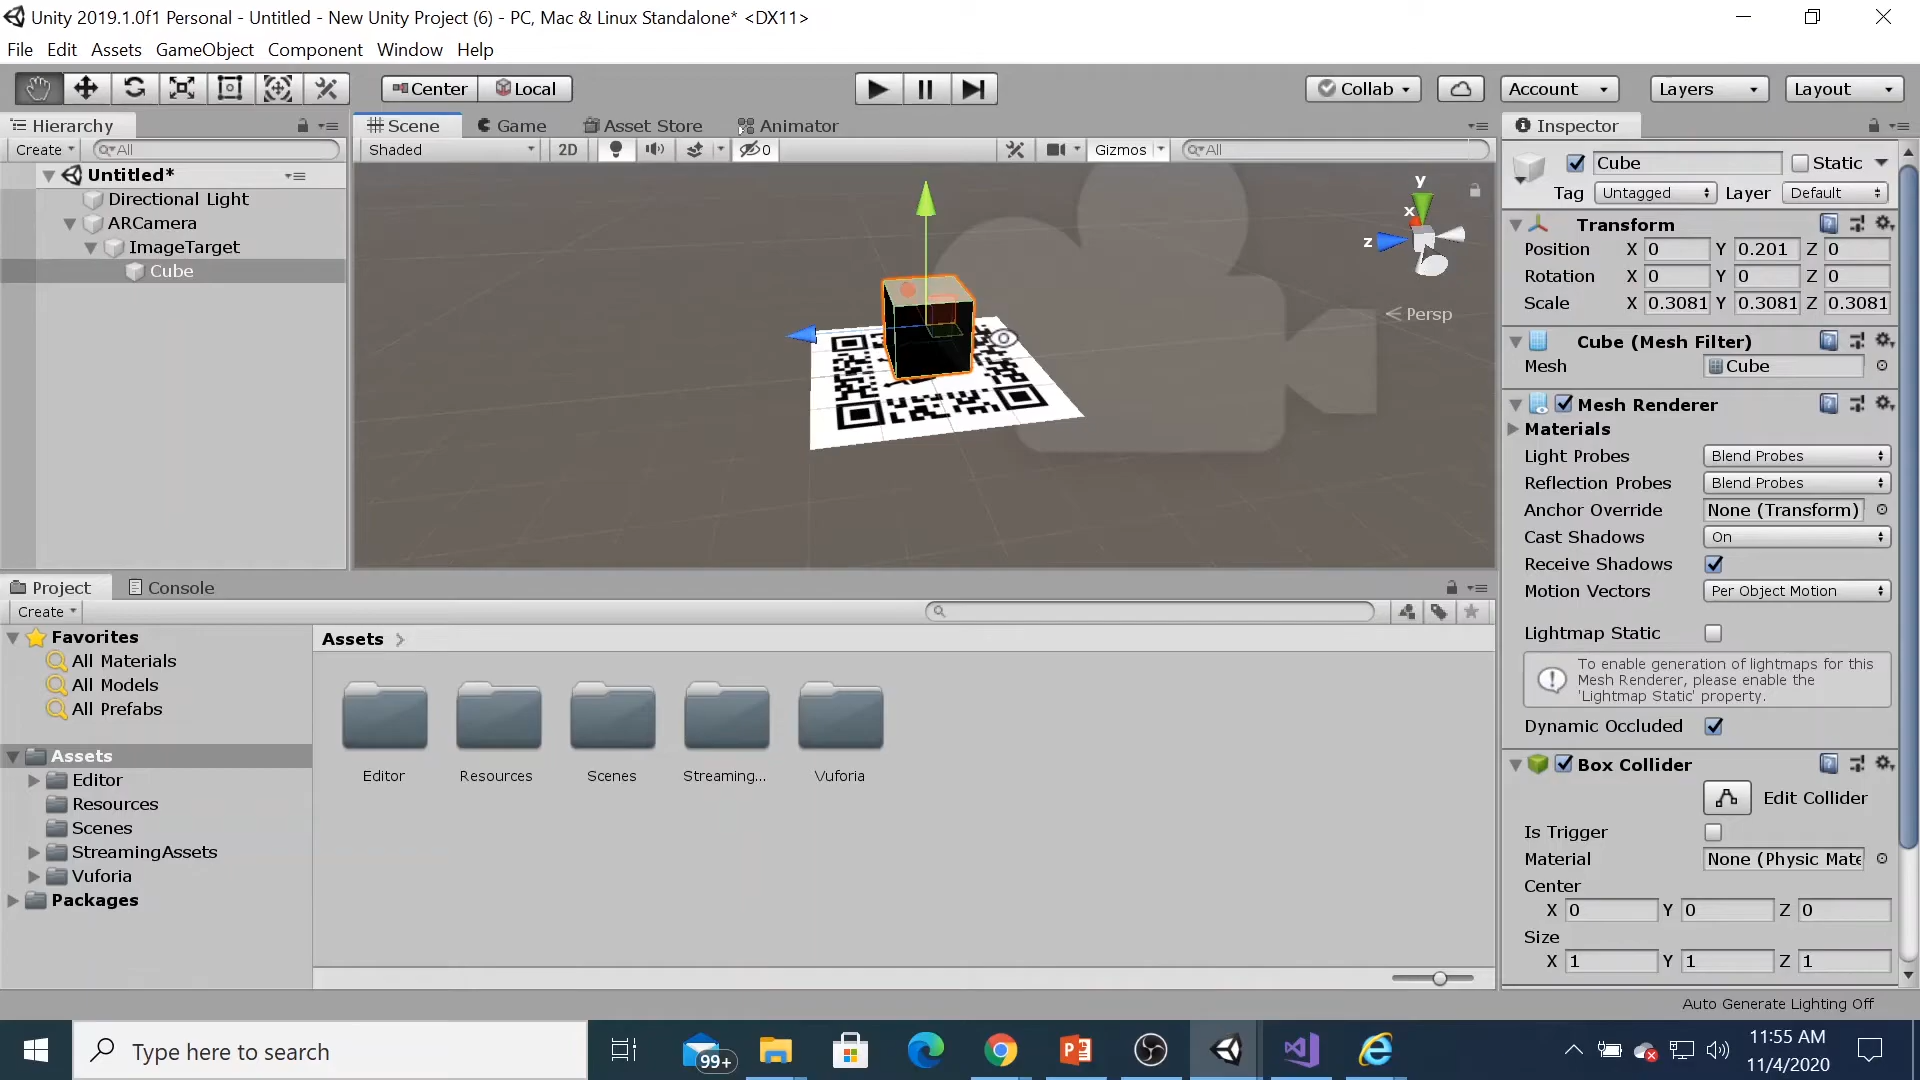 Unity 2019.1.0f1 Personal - Untitled - New Unity Project (6) - PC, Mac & Linux Standalone* <DX11>
File Edit Assets GameObject Component Window Help
Center Local Collab Account Layers Layout
Hierarchy
Create All
Untitled*
Directional Light
ARCamera
ImageTarget
Cube
Scene Game Asset Store Animator
Shaded 2D 0 Gizmos All
y
x
z
Persp
Inspector
Cube Static
Tag Untagged Layer Default
Transform
Position X 0 Y 0.201 Z 0
Rotation X 0 Y 0 Z 0
Scale X 0.3081 Y 0.3081 Z 0.3081
Cube (Mesh Filter)
Mesh Cube
Mesh Renderer
Materials
Light Probes Blend Probes
Reflection Probes Blend Probes
Anchor Override None (Transform)
Cast Shadows On
Receive Shadows
Motion Vectors Per Object Motion
Lightmap Static
To enable generation of lightmaps for this
Mesh Renderer, please enable the
'Lightmap Static' property.
Dynamic Occluded
Box Collider
Edit Collider
Is Trigger
Material None (Physic Mate
Center
X 0 Y 0 Z 0
Size
X 1 Y 1 Z 1
Project Console
Create
Favorites
All Materials
All Models
All Prefabs
Assets
Editor
Resources
Scenes
StreamingAssets
Vuforia
Packages
Assets
Editor Resources Scenes Streaming... Vuforia
Auto Generate Lighting Off
Type here to search
99+
11:55 AM
11/4/2020